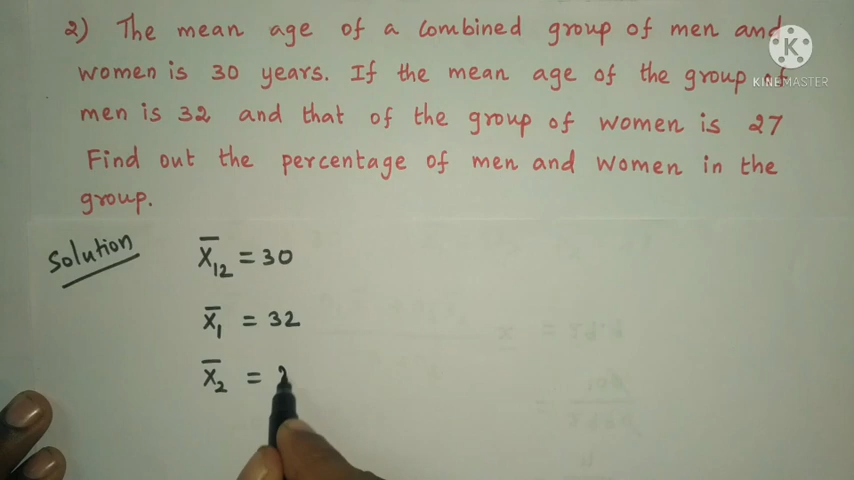 2) The mean age of a combined group of men and
women is 30 years. If the mean age of the group of
men is 32 and that of the group of women is 27
Find out the percentage of men and women in the
group.
Solution
X̅₁₂ = 30
X̅₁ = 32
X̅₂ =
K
KINEMASTER